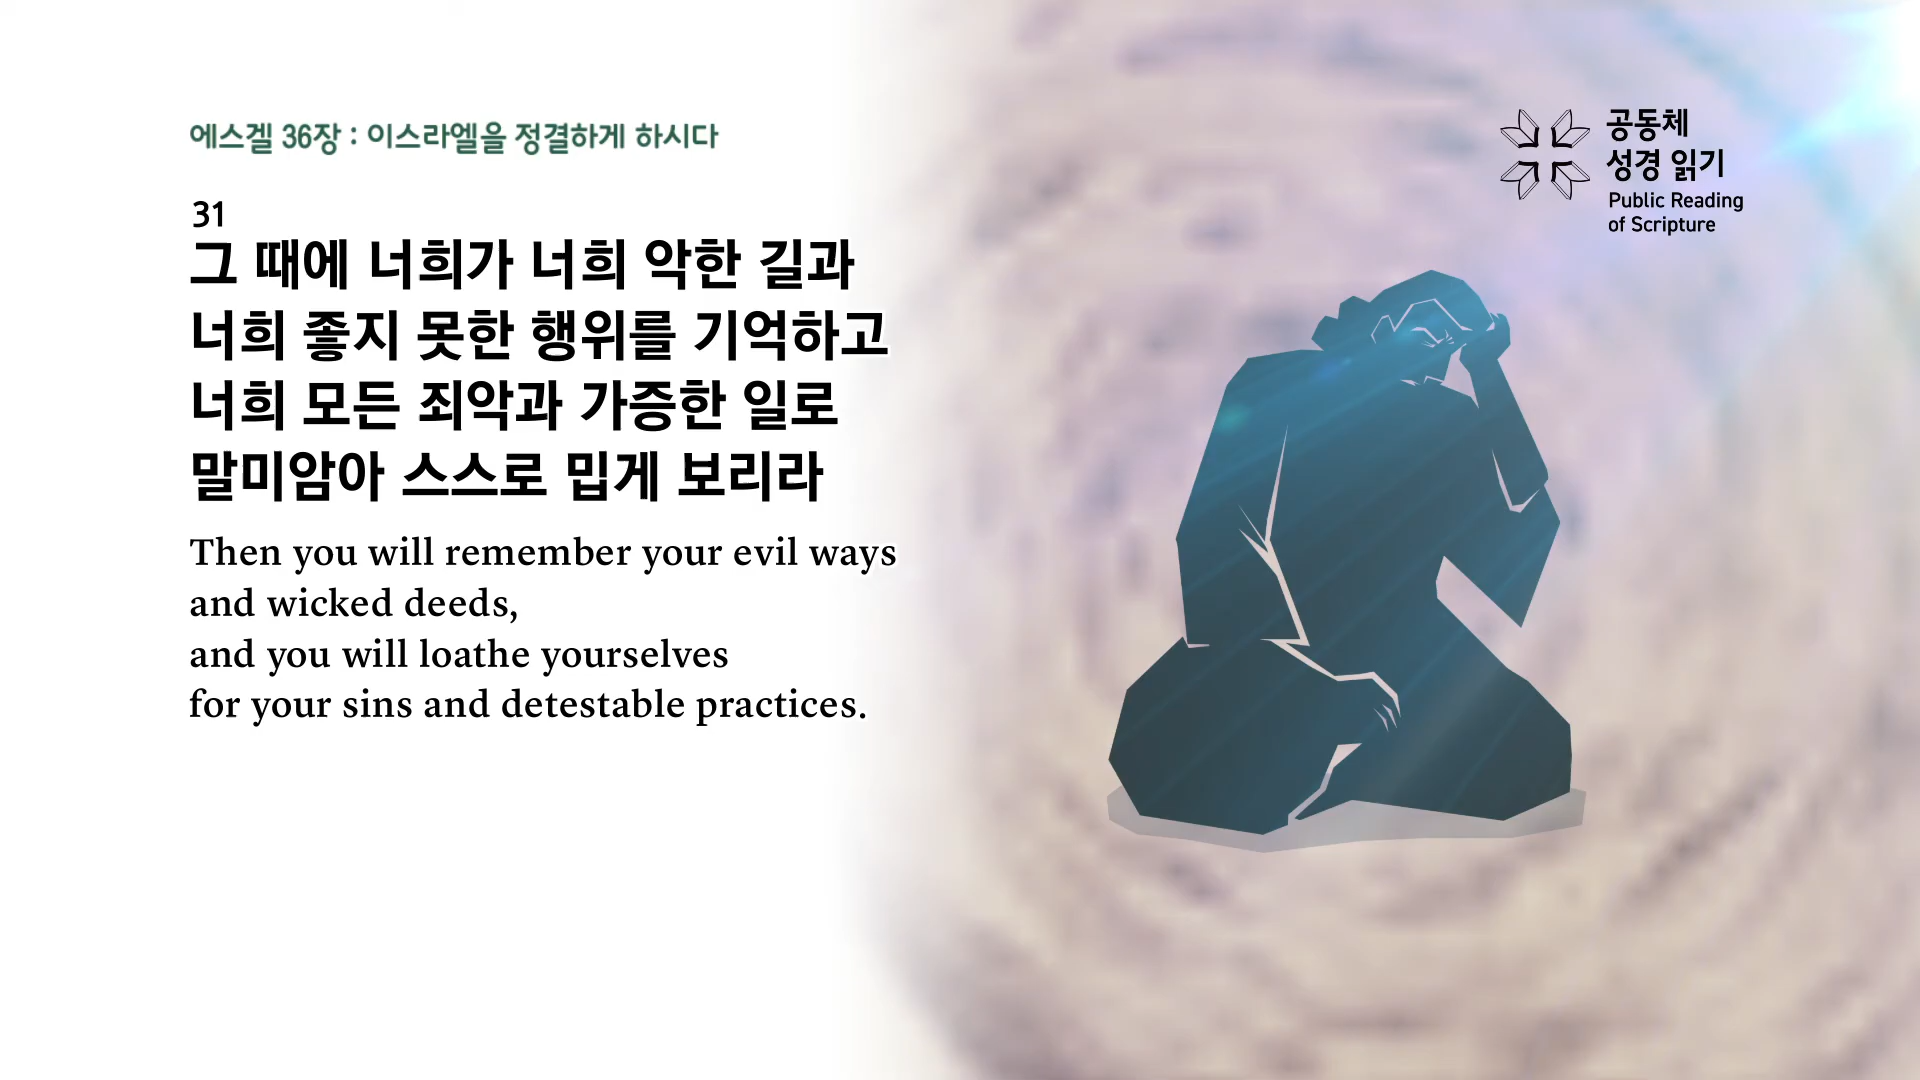 에스겔 36장 : 이스라엘을 정결하게 하시다
31
그 때에 너희가 너희 악한 길과
너희 좋지 못한 행위를 기억하고
너희 모든 죄악과 가증한 일로
말미암아 스스로 밉게 보리라
Then you will remember your evil ways
and wicked deeds,
and you will loathe yourselves
for your sins and detestable practices.
공동체
성경 읽기
Public Reading
of Scripture